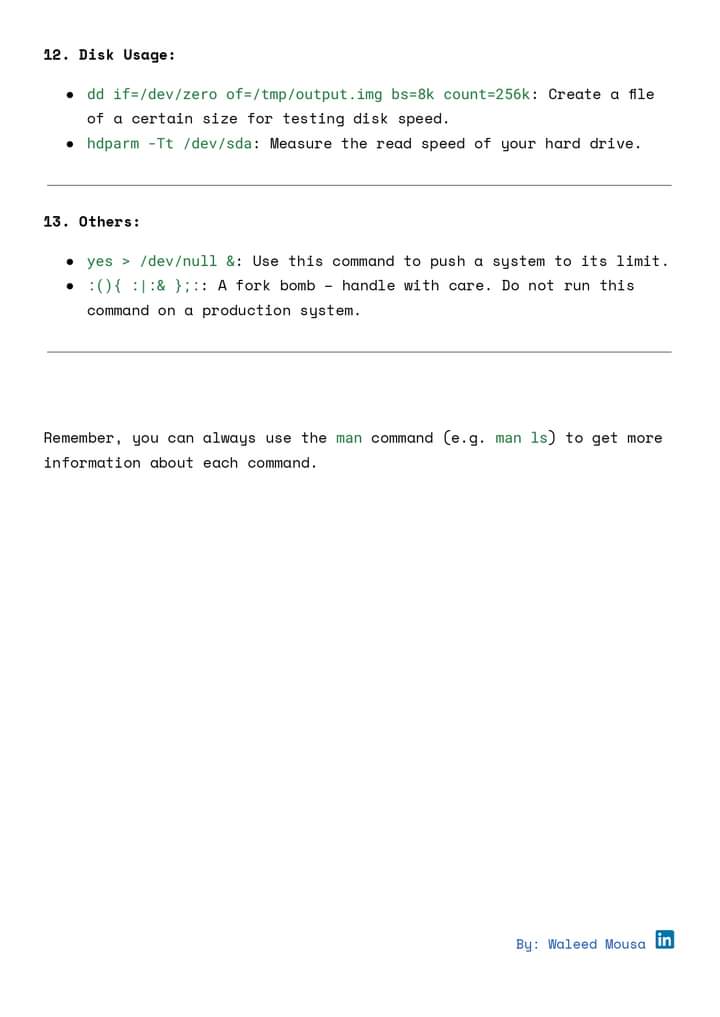 12. Disk Usage:
● dd if=/dev/zero of=/tmp/output.img bs=8k count=256k: Create a file
of a certain size for testing disk speed.
● hdparm -Tt /dev/sda: Measure the read speed of your hard drive.
13. Others:
● yes > /dev/null &: Use this command to push a system to its limit.
● :(){ :|:& };:: A fork bomb – handle with care. Do not run this
command on a production system.
Remember, you can always use the man command (e.g. man ls) to get more
information about each command.
By: Waleed Mousa in